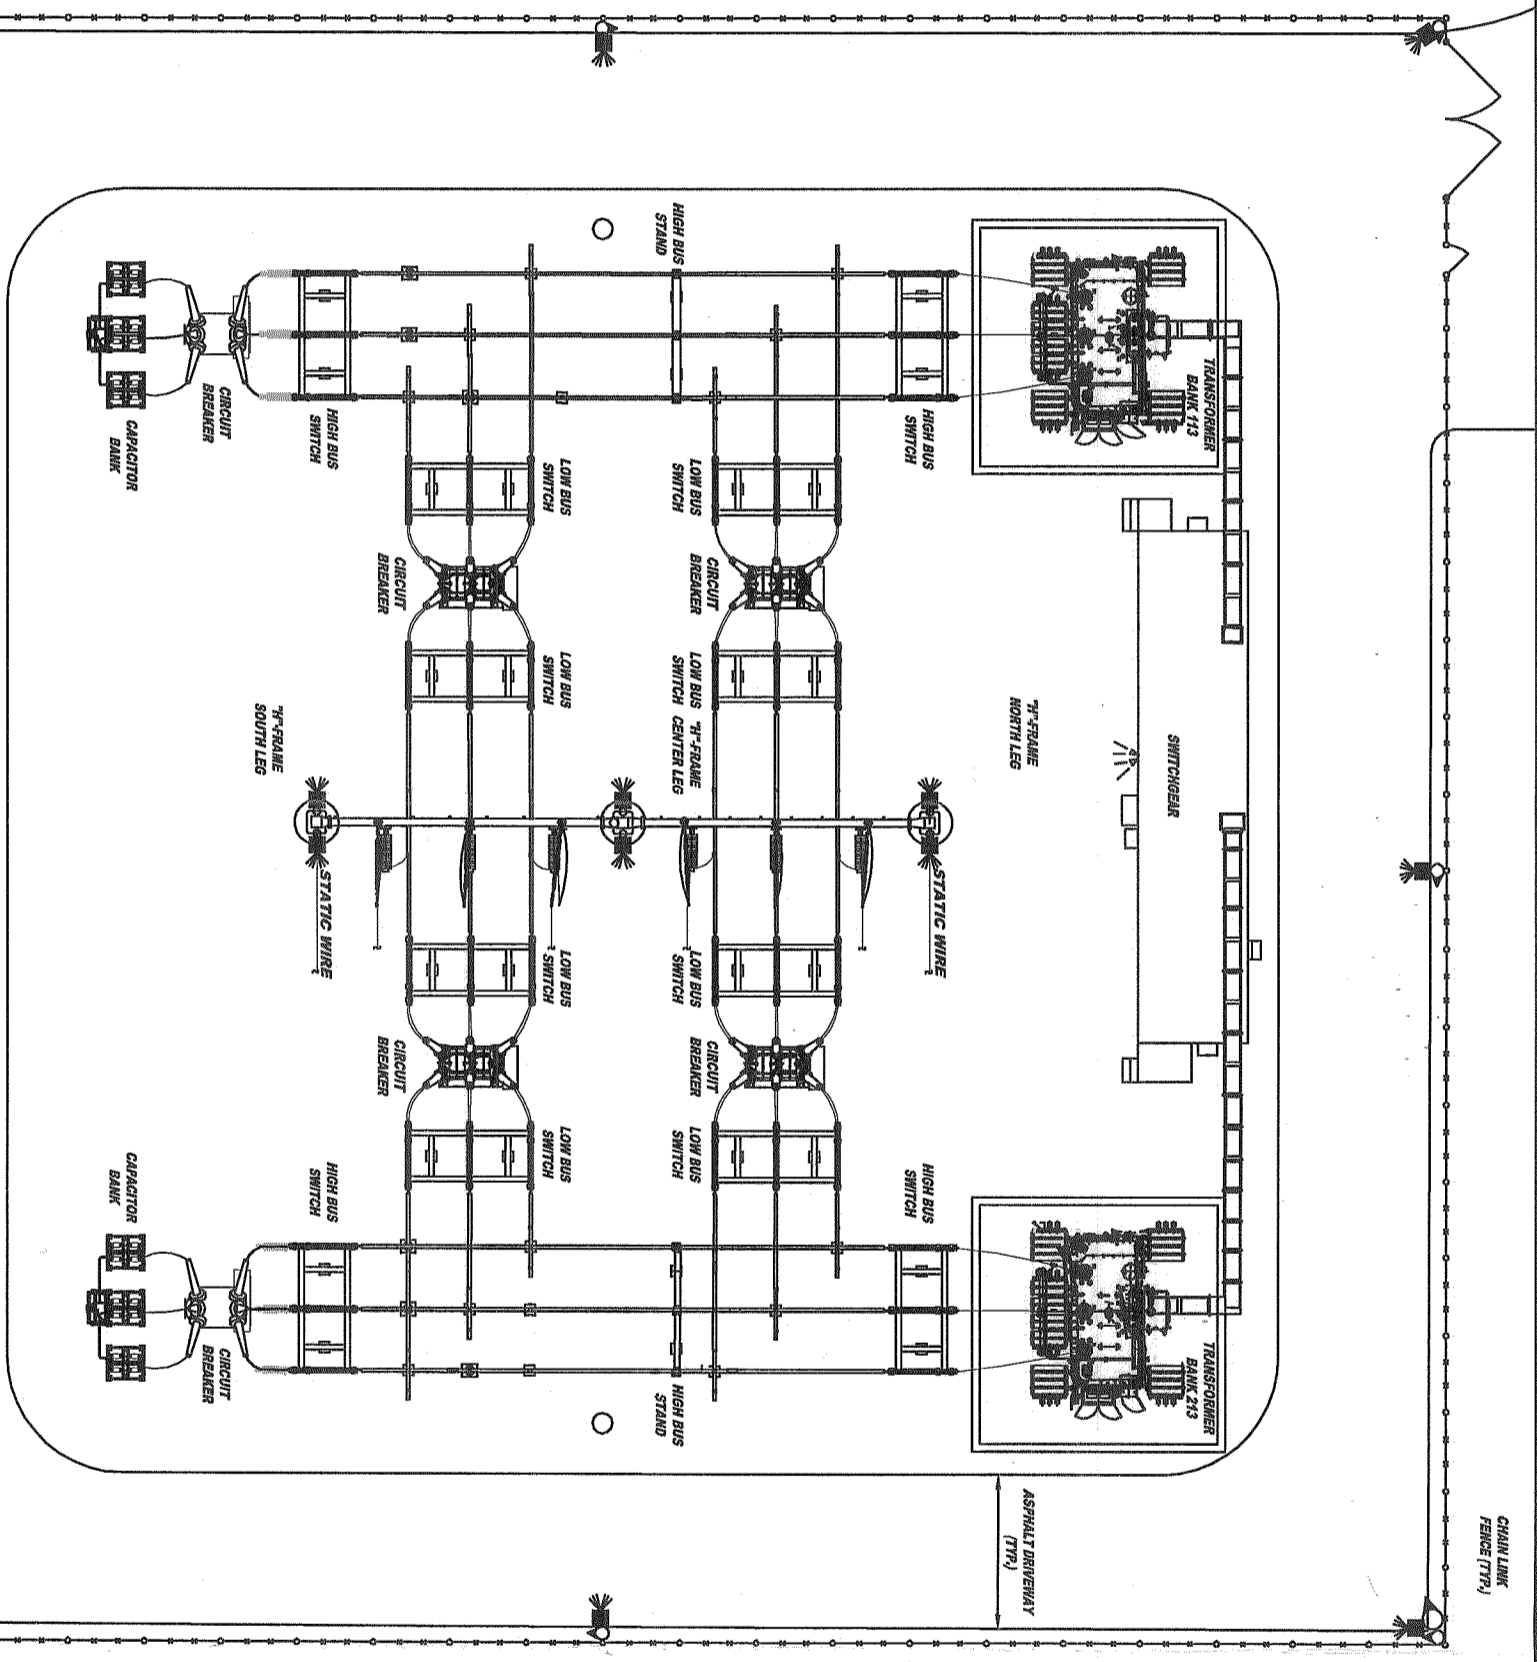 CHAIN LINK
FENCE (TYP.)
TRANSFORMER
BANK 113
TRANSFORMER
BANK 213
SWITCHGEAR
"H"-FRAME
NORTH LEG
ASPHALT DRIVEWAY
(TYP.)
HIGH BUS
SWITCH
STATIC WIRE
HIGH BUS
SWITCH
CIRCUIT
BREAKER
CIRCUIT
BREAKER
HIGH BUS
STAND
LOW BUS
SWITCH
LOW BUS
SWITCH
"H"-FRAME
CENTER LEG
LOW BUS
SWITCH
LOW BUS
SWITCH
HIGH BUS
STAND
LOW BUS
SWITCH
LOW BUS
SWITCH
LOW BUS
SWITCH
LOW BUS
SWITCH
CIRCUIT
BREAKER
CIRCUIT
BREAKER
HIGH BUS
SWITCH
STATIC WIRE
HIGH BUS
SWITCH
"H"-FRAME
SOUTH LEG
CIRCUIT
BREAKER
CIRCUIT
BREAKER
CAPACITOR
BANK
CAPACITOR
BANK